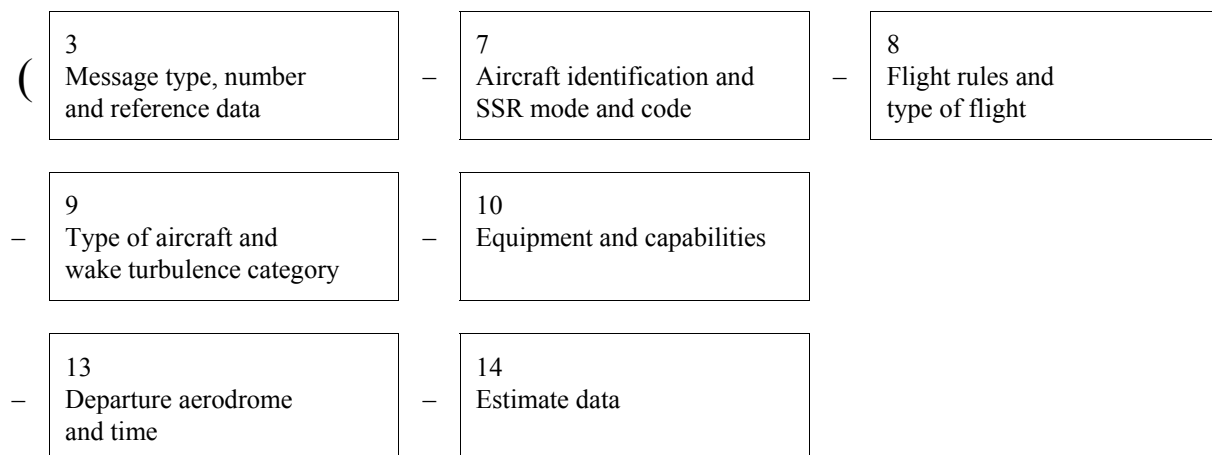 ( 3 7 8
Message type, number – Aircraft identification and – Flight rules and
and reference data SSR mode and code type of flight
9 10
– Type of aircraft and – Equipment and capabilities
wake turbulence category
13 14
– Departure aerodrome – Estimate data
and time